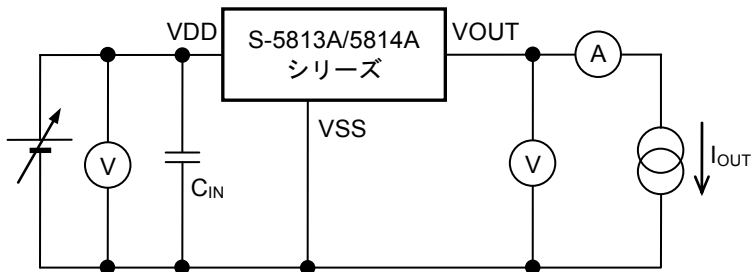 VDD
S-5813A/5814A
シリーズ
VOUT
A
VSS
V
CIN
V
IOUT